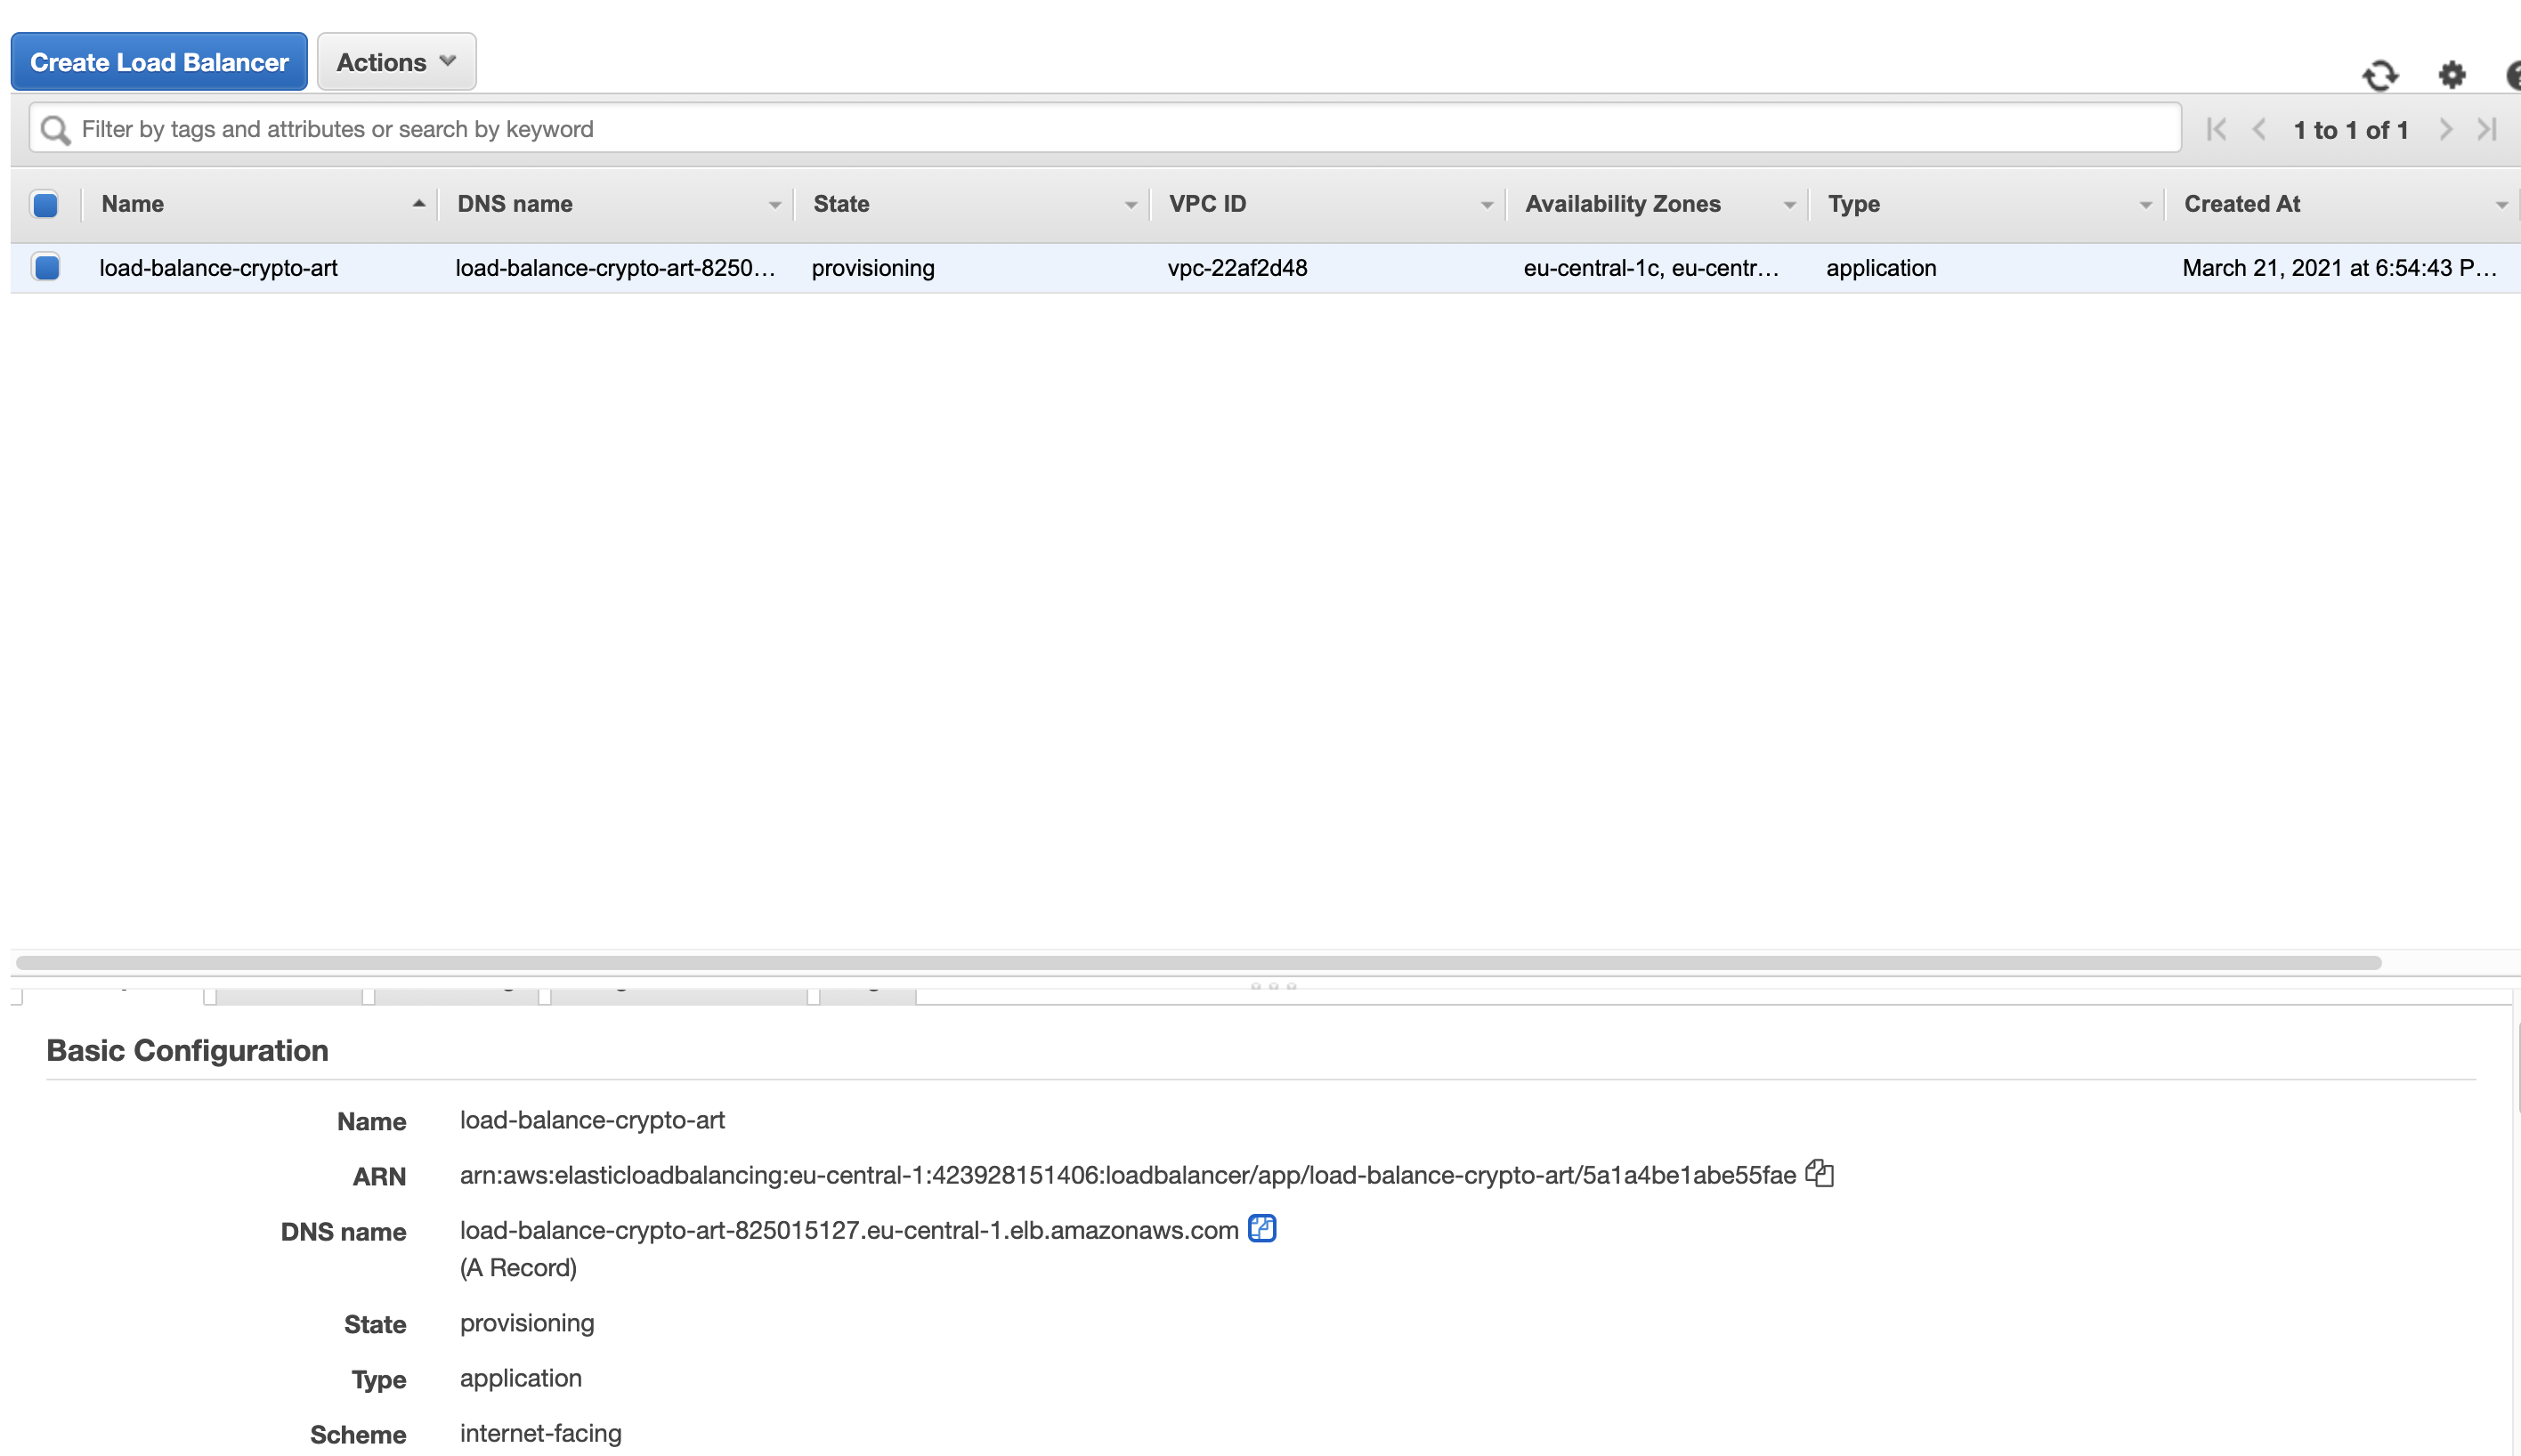 Create Load Balancer Actions
Filter by tags and attributes or search by keyword 1 to 1 of 1
Name DNS name State VPC ID Availability Zones Type Created At
load-balance-crypto-art load-balance-crypto-art-8250... provisioning vpc-22af2d48 eu-central-1c, eu-centr... application March 21, 2021 at 6:54:43 P...
Basic Configuration
Name load-balance-crypto-art
ARN arn:aws:elasticloadbalancing:eu-central-1:423928151406:loadbalancer/app/load-balance-crypto-art/5a1a4be1abe55fae
DNS name load-balance-crypto-art-825015127.eu-central-1.elb.amazonaws.com
(A Record)
State provisioning
Type application
Scheme internet-facing